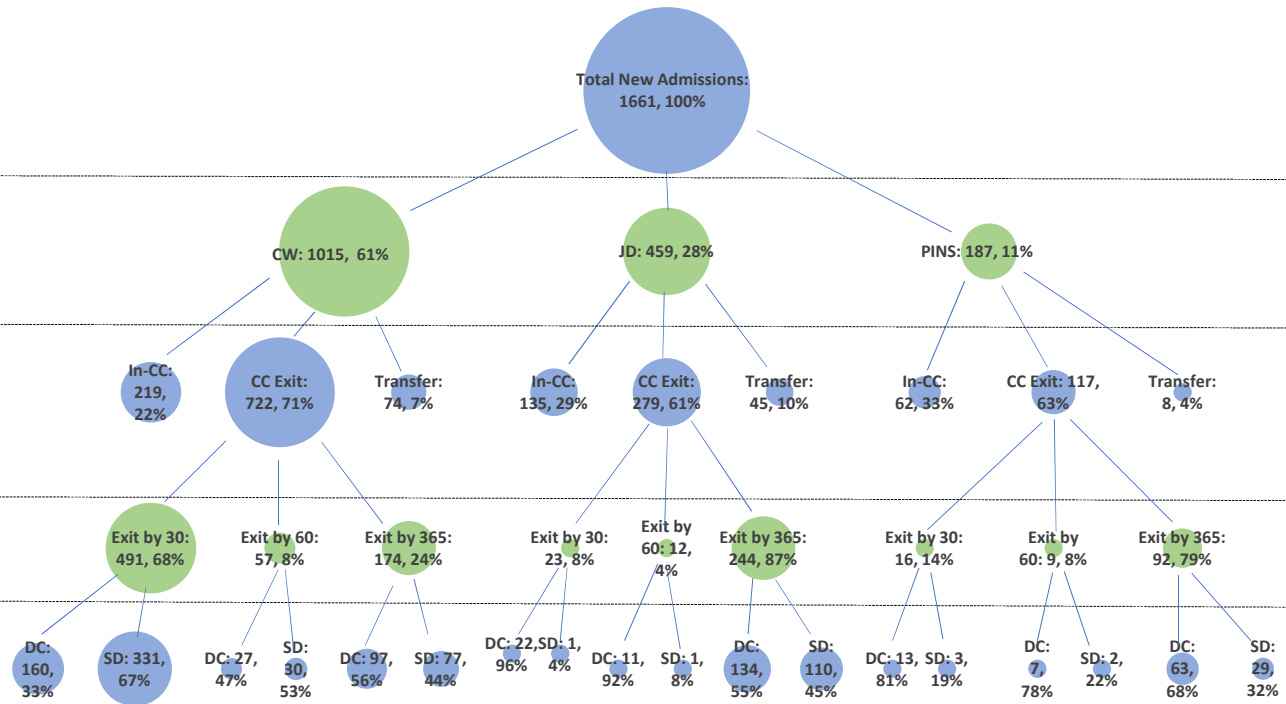 Total New Admissions:
1661, 100%
CW: 1015,  61%
JD: 459, 28%
PINS: 187, 11%
In-CC:
219,
22%
CC Exit:
722, 71%
Transfer:
74, 7%
In-CC:
135, 29%
CC Exit:
279, 61%
Transfer:
45, 10%
In-CC:
62, 33%
CC Exit: 117,
63%
Transfer:
8, 4%
Exit by 30:
491, 68%
Exit by 60:
57, 8%
Exit by 365:
174, 24%
Exit by 30:
23, 8%
Exit by
60: 12,
4%
Exit by 365:
244, 87%
Exit by 30:
16, 14%
Exit by
60: 9, 8%
Exit by 365:
92, 79%
DC:
160,
33%
SD: 331,
67%
DC: 27,
47%
SD:
30,
53%
DC: 97,
56%
SD: 77,
44%
DC: 22,
96%
SD: 1,
4%
DC: 11,
92%
SD: 1,
8%
DC:
134,
55%
SD:
110,
45%
DC: 13,
81%
SD: 3,
19%
DC:
7,
78%
SD: 2,
22%
DC:
63,
68%
SD:
29,
32%